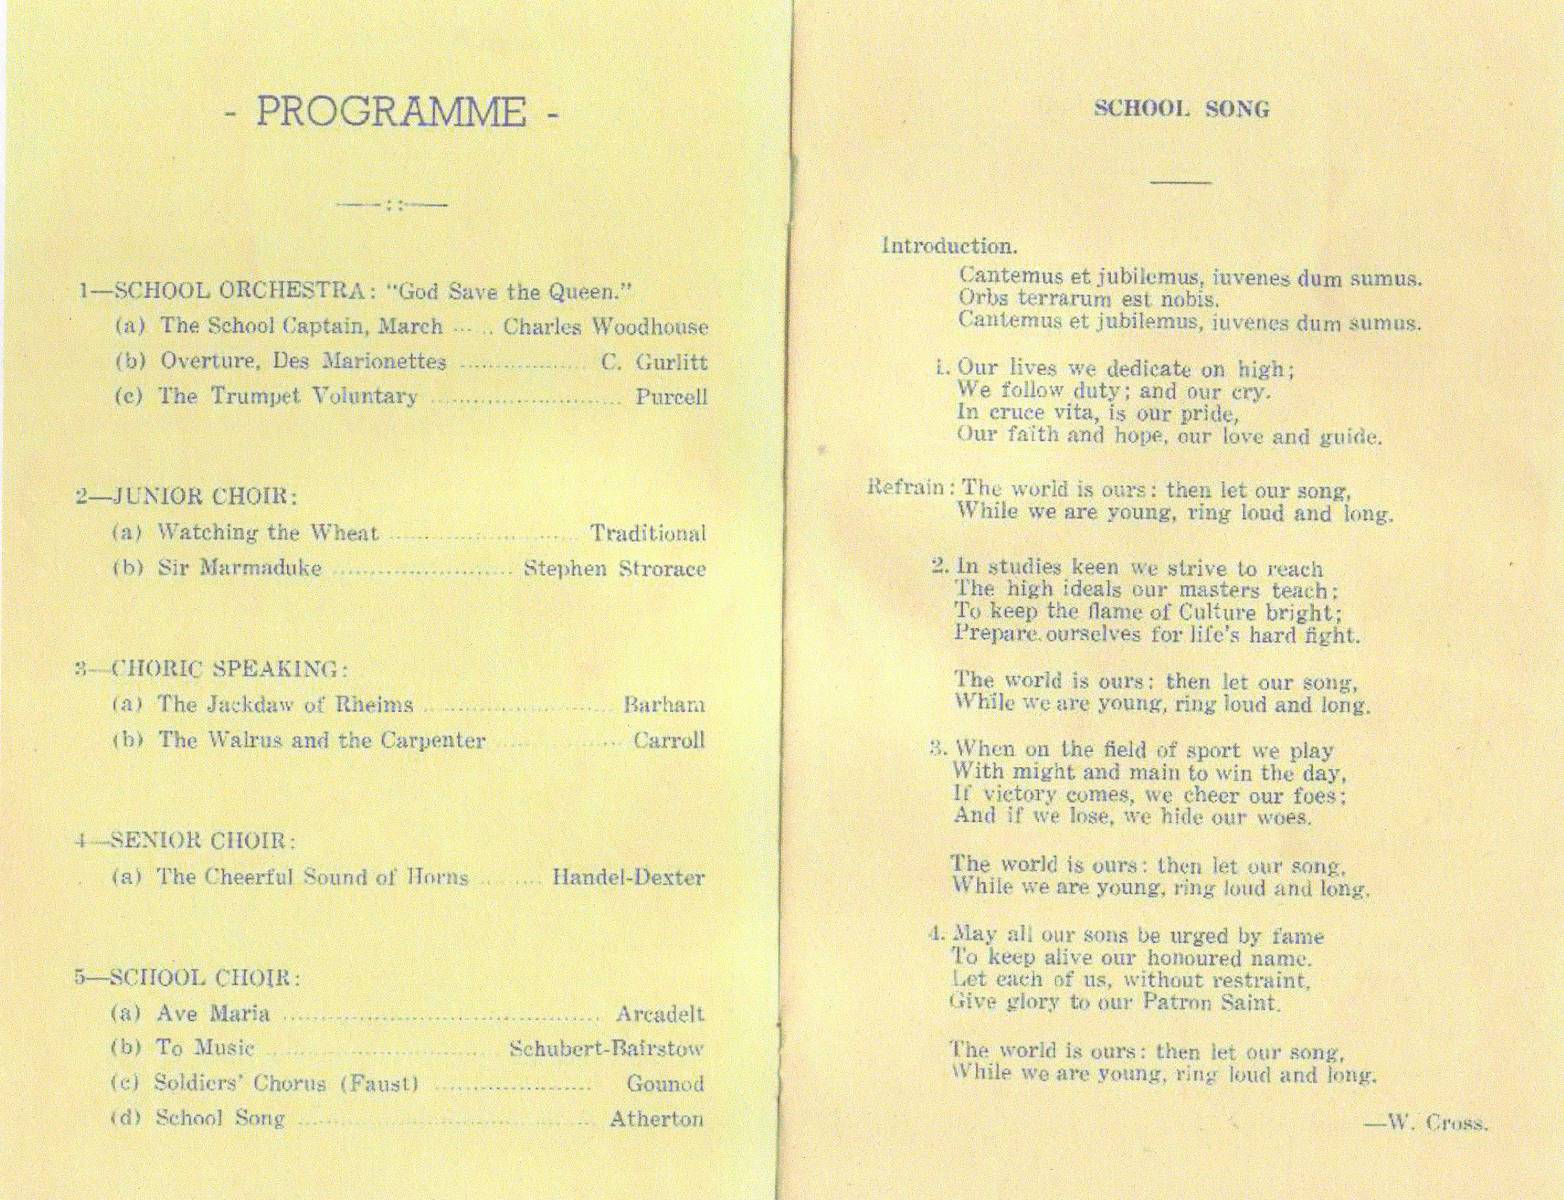 - PROGRAMME -
1—SCHOOL ORCHESTRA: "God Save the Queen."
(a) The School Captain, March ..... Charles Woodhouse
(b) Overture, Des Marionettes ................. C. Gurlitt
(c) The Trumpet Voluntary .......................... Purcell
2—JUNIOR CHOIR:
(a) Watching the Wheat ......................... Traditional
(b) Sir Marmaduke ........................ Stephen Strorace
3—CHORIC SPEAKING:
(a) The Jackdaw of Rheims ......................... Barham
(b) The Walrus and the Carpenter ............... Carroll
4—SENIOR CHOIR:
(a) The Cheerful Sound of Horns ........ Handel-Dexter
5—SCHOOL CHOIR:
(a) Ave Maria .......................................... Arcadelt
(b) To Music ............................. Schubert-Bairstow
(c) Soldiers' Chorus (Faust) ..................... Gounod
(d) School Song ....................................... Atherton
SCHOOL SONG
Introduction.
Cantemus et jubilemus, iuvenes dum sumus.
Orbs terrarum est nobis.
Cantemus et jubilemus, iuvenes dum sumus.
1. Our lives we dedicate on high;
We follow duty; and our cry.
In cruce vita, is our pride,
Our faith and hope, our love and guide.
Refrain: The world is ours: then let our song,
While we are young, ring loud and long.
2. In studies keen we strive to reach
The high ideals our masters teach;
To keep the flame of Culture bright;
Prepare ourselves for life's hard fight.
The world is ours: then let our song,
While we are young, ring loud and long.
3. When on the field of sport we play
With might and main to win the day,
If victory comes, we cheer our foes;
And if we lose, we hide our woes.
The world is ours: then let our song,
While we are young, ring loud and long.
4. May all our sons be urged by fame
To keep alive our honoured name.
Let each of us, without restraint,
Give glory to our Patron Saint.
The world is ours: then let our song,
While we are young, ring loud and long.
—W. Cross.